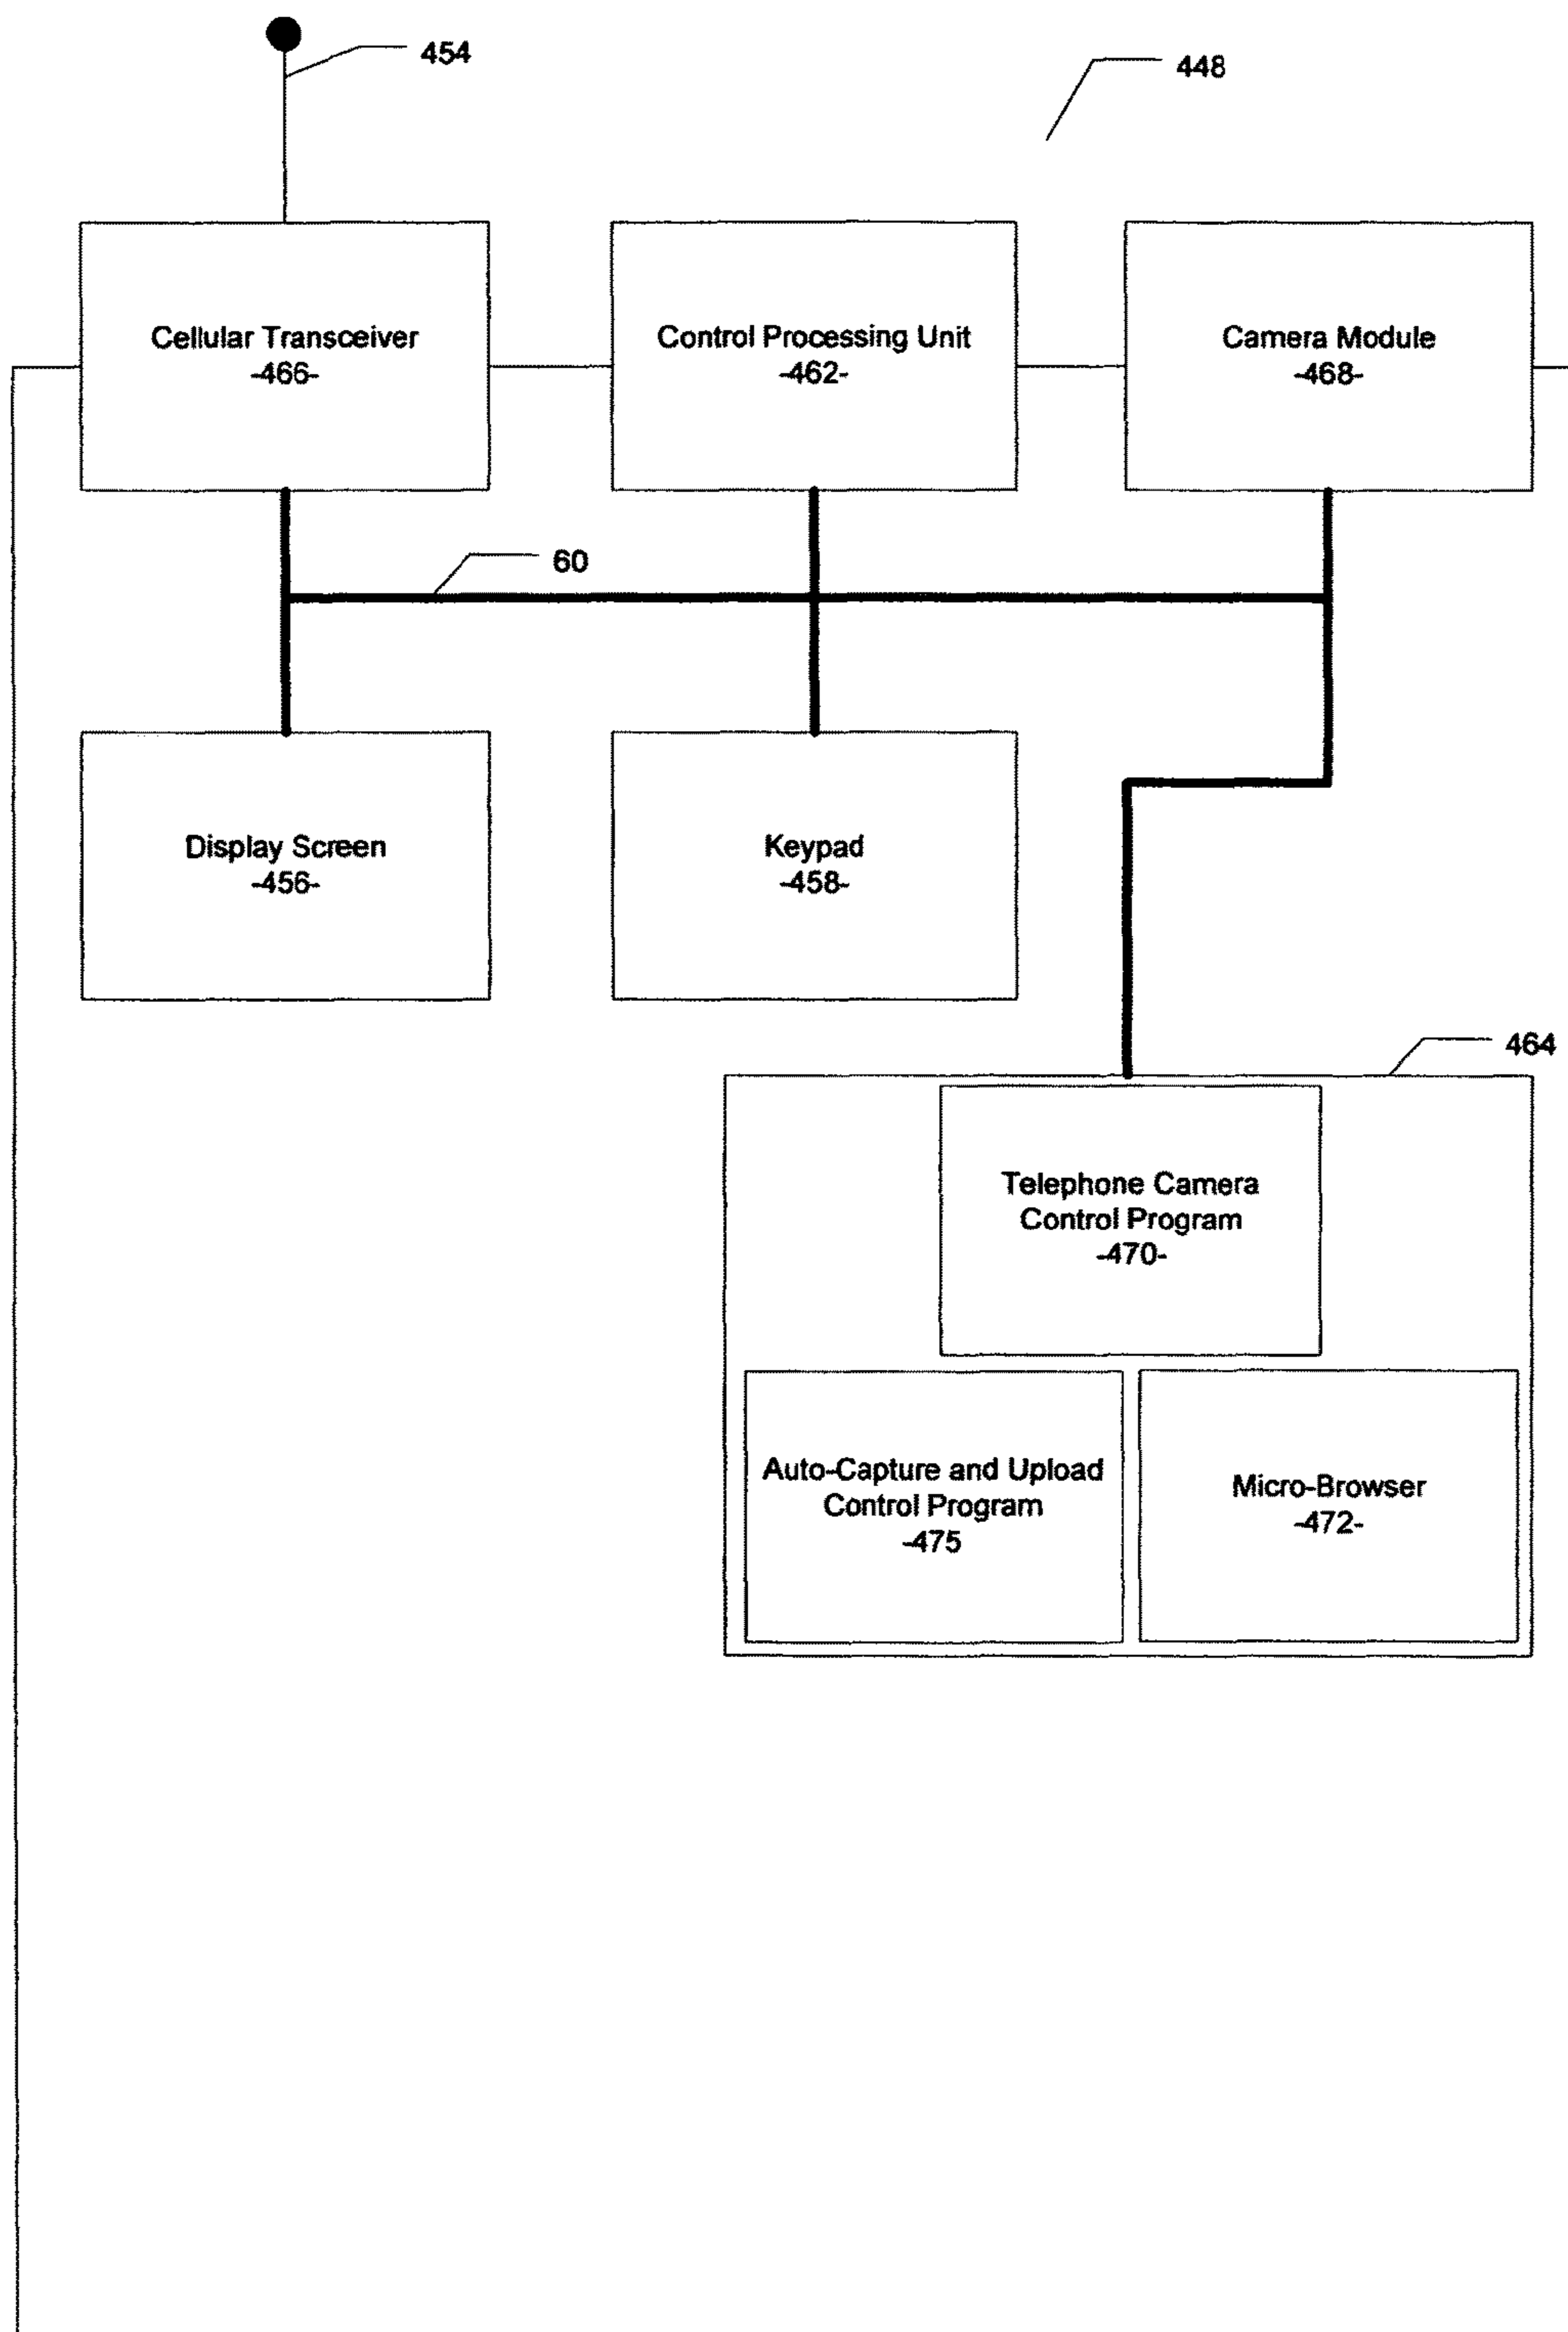 454
448
Cellular Transceiver
-466-
Control Processing Unit
-462-
Camera Module
-468-
60
Display Screen
-456-
Keypad
-458-
464
Telephone Camera
Control Program
-470-
Auto-Capture and Upload
Control Program
-475
Micro-Browser
-472-